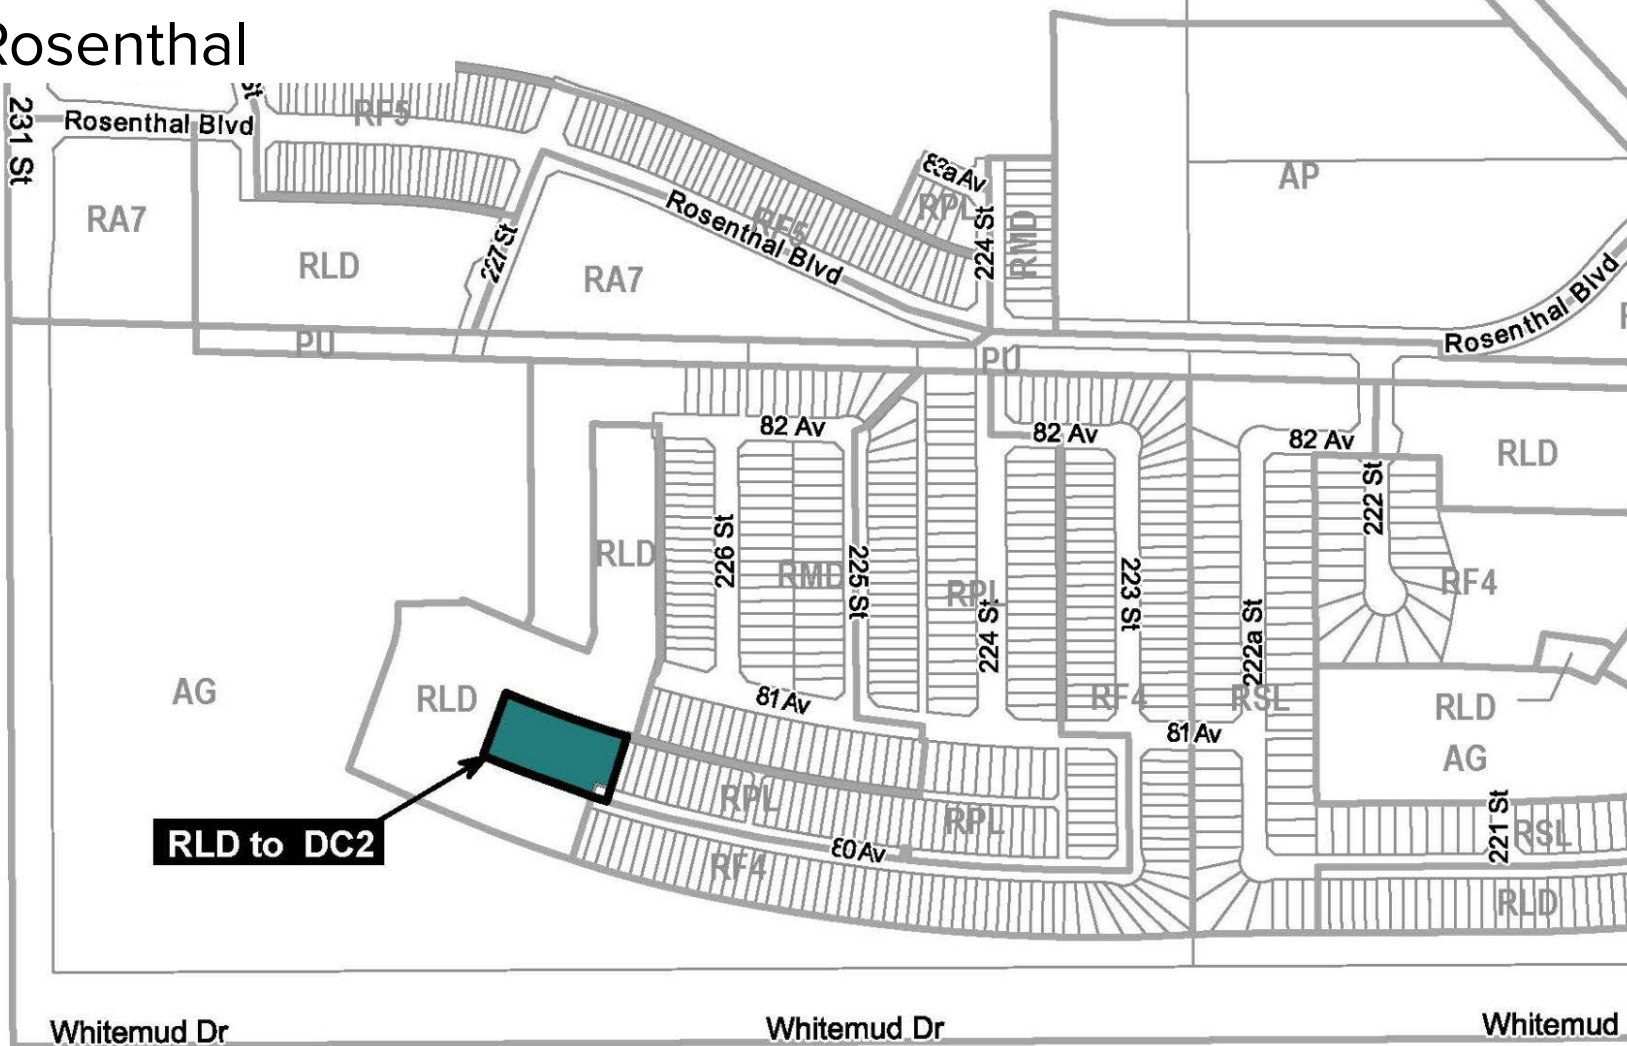 Rosenthal
231 St
St
Rosenthal Blvd
RF5
83a Av
RPL
224 St
RMD
AP
RA7
RLD
227 St
RA7
RF5
Rosenthal Blvd
Rosenthal Blvd
PU
PU
82 Av
82 Av
82 Av
RLD
222 St
226 St
RLD
RMD
225 St
RPL
224 St
223 St
222a St
RF4
AG
RLD
81 Av
RF4
RSL
81 Av
RLD
AG
RPL
RPL
221 St
RSL
RLD to DC2
80 Av
RF4
RLD
Whitemud Dr
Whitemud Dr
Whitemud